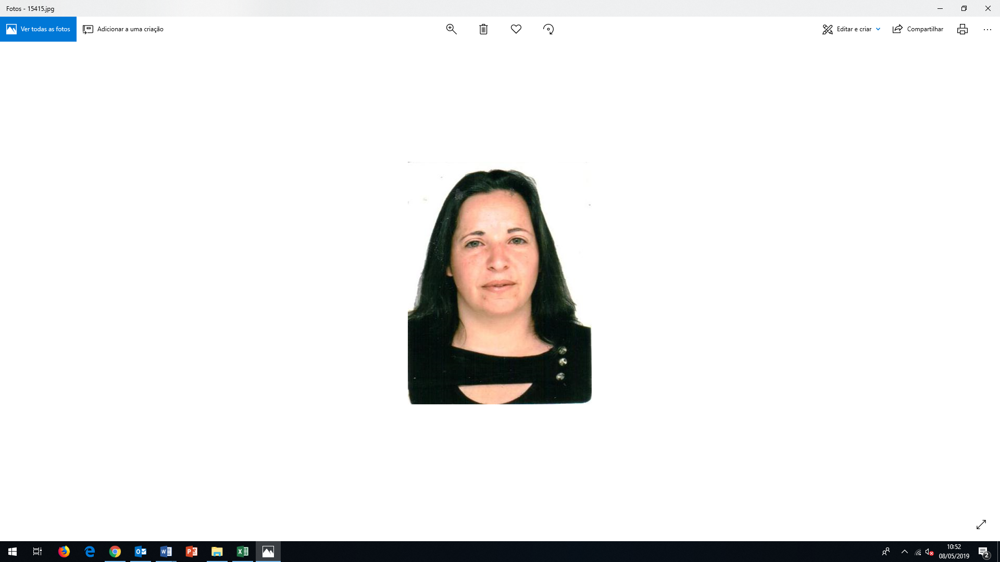 Fotos - 15415.jpg
Ver todas as fotos
Adicionar a uma criação
Editar e criar
Compartilhar
10:52
08/05/2019
2